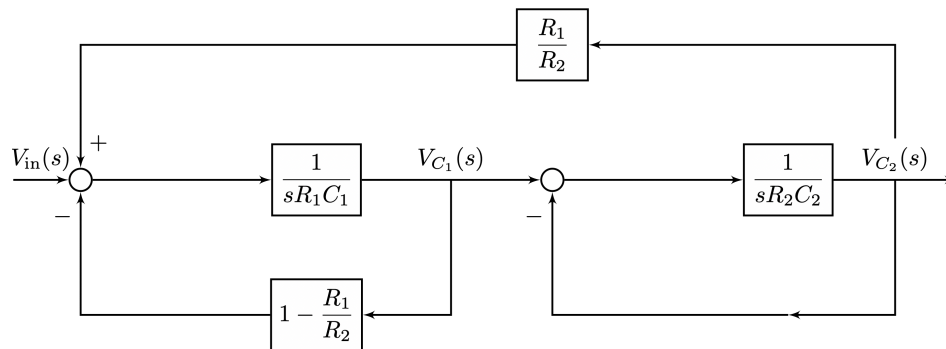 R₁
R₂
V_in(s)
+
−
1
sR₁C₁
V_C₁(s)
−
1
sR₂C₂
V_C₂(s)
1 − R₁
R₂